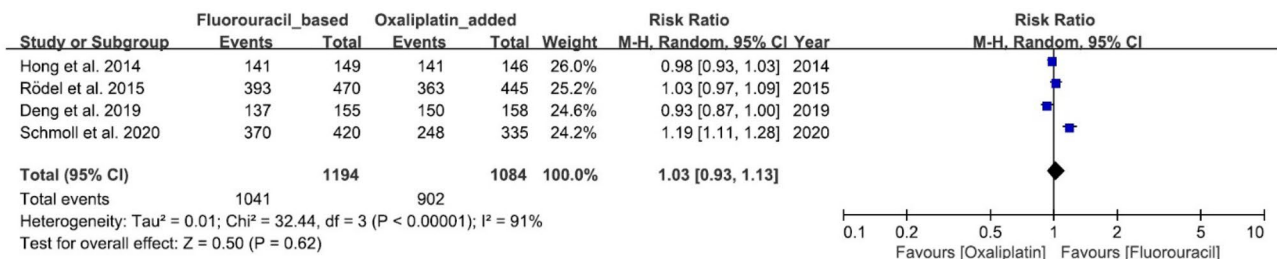 Fluorouracil_based Oxaliplatin_added Risk Ratio Risk Ratio
Study or Subgroup Events Total Events Total Weight M-H, Random, 95% CI Year M-H, Random, 95% CI
Hong et al. 2014 141 149 141 146 26.0% 0.98 [0.93, 1.03] 2014
Rödel et al. 2015 393 470 363 445 25.2% 1.03 [0.97, 1.09] 2015
Deng et al. 2019 137 155 150 158 24.6% 0.93 [0.87, 1.00] 2019
Schmoll et al. 2020 370 420 248 335 24.2% 1.19 [1.11, 1.28] 2020
Total (95% CI) 1194 1084 100.0% 1.03 [0.93, 1.13]
Total events 1041 902
Heterogeneity: Tau² = 0.01; Chi² = 32.44, df = 3 (P < 0.00001); I² = 91%
Test for overall effect: Z = 0.50 (P = 0.62)
0.1 0.2 0.5 1 2 5 10
Favours [Oxaliplatin] Favours [Fluorouracil]